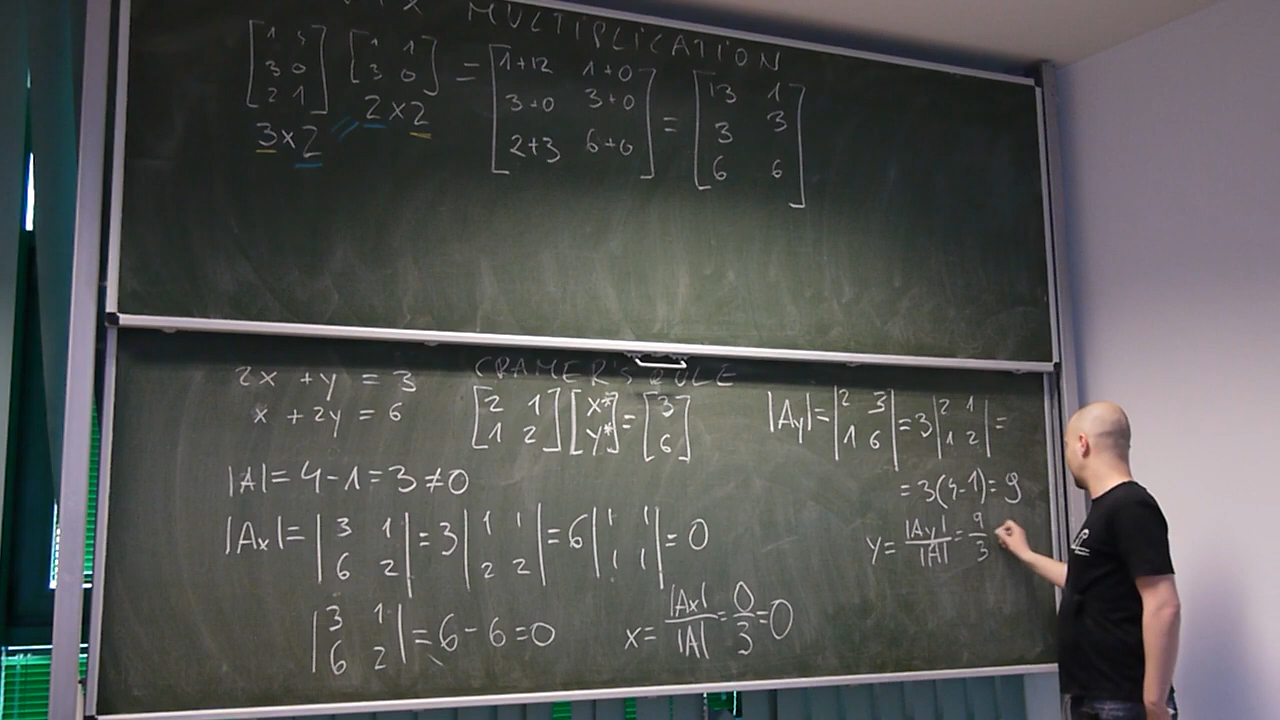 MULTIPLICATION
[1 4; 3 0; 2 1] [1 1; 3 0] = [1+12 1+0; 3+0 3+0; 2+3 6+0] = [13 1; 3 3; 6 6]
3×2 // 2×2
CRAMER'S RULE
2x + y = 3
x + 2y = 6
[2 1; 1 2] [x*; y*] = [3; 6]
|A| = 4-1 = 3 ≠ 0
|Ax| = |3 1; 6 2| = 3 |1 1; 2 2| = 6 |1 1; 1 1| = 0
|3 1; 6 2| = 6-6 = 0
x = |Ax|/|A| = 0/3 = 0
|Ay| = |2 3; 1 6| = 3 |2 1; 1 2| =
= 3(4-1) = 9
y = |Ay|/|A| = 9/3